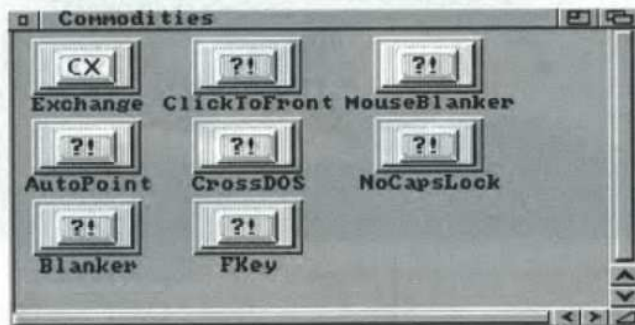 Commodities
CX ?! ?!
Exchange ClickToFront MouseBlanker
?! ?! ?!
AutoPoint CrossDOS NoCapsLock
?! ?!
Blanker FKey